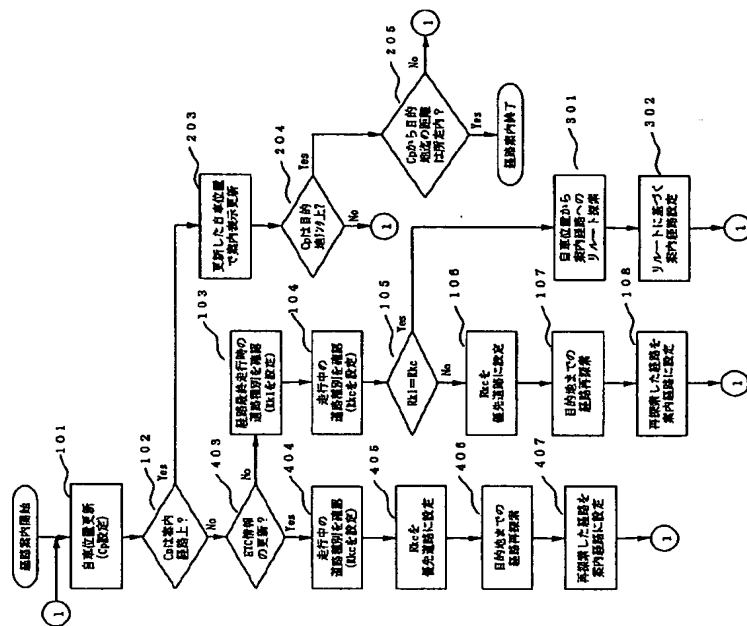 経路案内開始
1
101
自車位置更新
(Cp設定)
102
Cpは案内
経路上?
Yes
No
403
ETC情報
の更新?
No
Yes
404
走行中の
道路種別を確認
(Rkcを設定)
405
Rkcを
優先道路に設定
406
目的地までの
経路再探索
407
再探索した経路を
案内経路に設定
1
103
経路最終走行時の
道路種別を確認
(Rklを設定)
104
走行中の
道路種別を確認
(Rkcを設定)
105
Rkl=Rkc
Yes
No
106
Rkcを
優先道路に設定
107
目的地までの
経路再探索
108
再探索した経路を
案内経路に設定
1
203
更新した自車位置
で案内表示更新
204
Cpは目的
地リンク上?
Yes
No
1
205
Cpから目的
地迄の距離
は所定内?
No
1
Yes
経路案内終了
301
自車位置から
案内経路への
リルート探索
302
リルートに基づく
案内経路設定
1